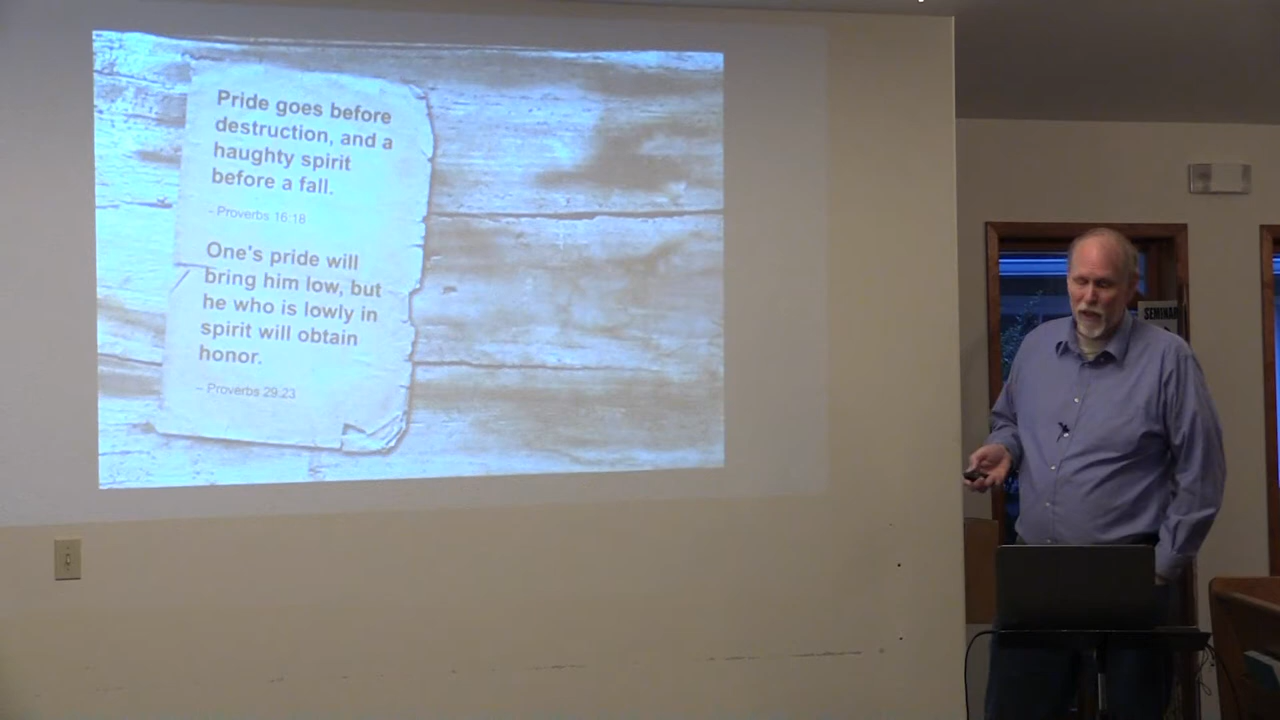 Pride goes before
destruction, and a
haughty spirit
before a fall.
- Proverbs 16:18
One's pride will
bring him low, but
he who is lowly in
spirit will obtain
honor.
– Proverbs 29.23
SEMINAR